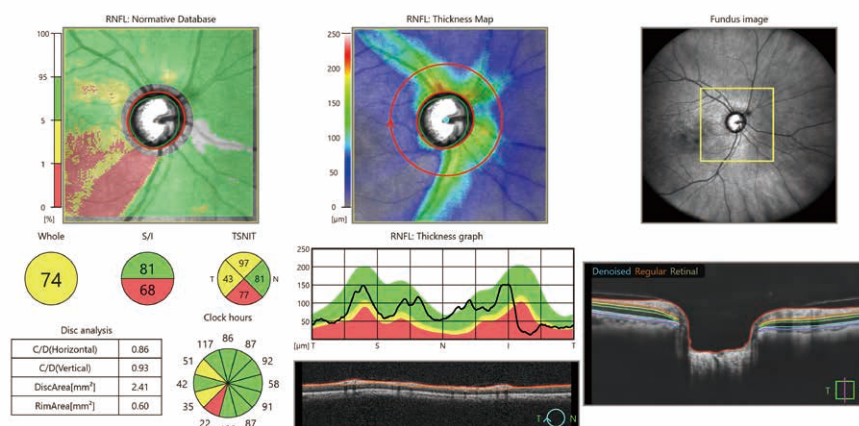 RNFL: Normative Database
100
95
5
1
0
[%]
RNFL: Thickness Map
250
200
150
100
50
0
[μm]
Fundus image
Whole
74
S/I
81
68
TSNIT
97
T 43 81 N
77
Disc analysis
C/D(Horizontal) 0.86
C/D(Vertical) 0.93
DiscArea[mm²] 2.41
RimArea[mm²] 0.60
Clock hours
86
117 87
51 92
42 58
35 91
22 87
RNFL: Thickness graph
250
200
150
100
50
[μm] T S N I T
T N
Denoised Regular Retinal
T